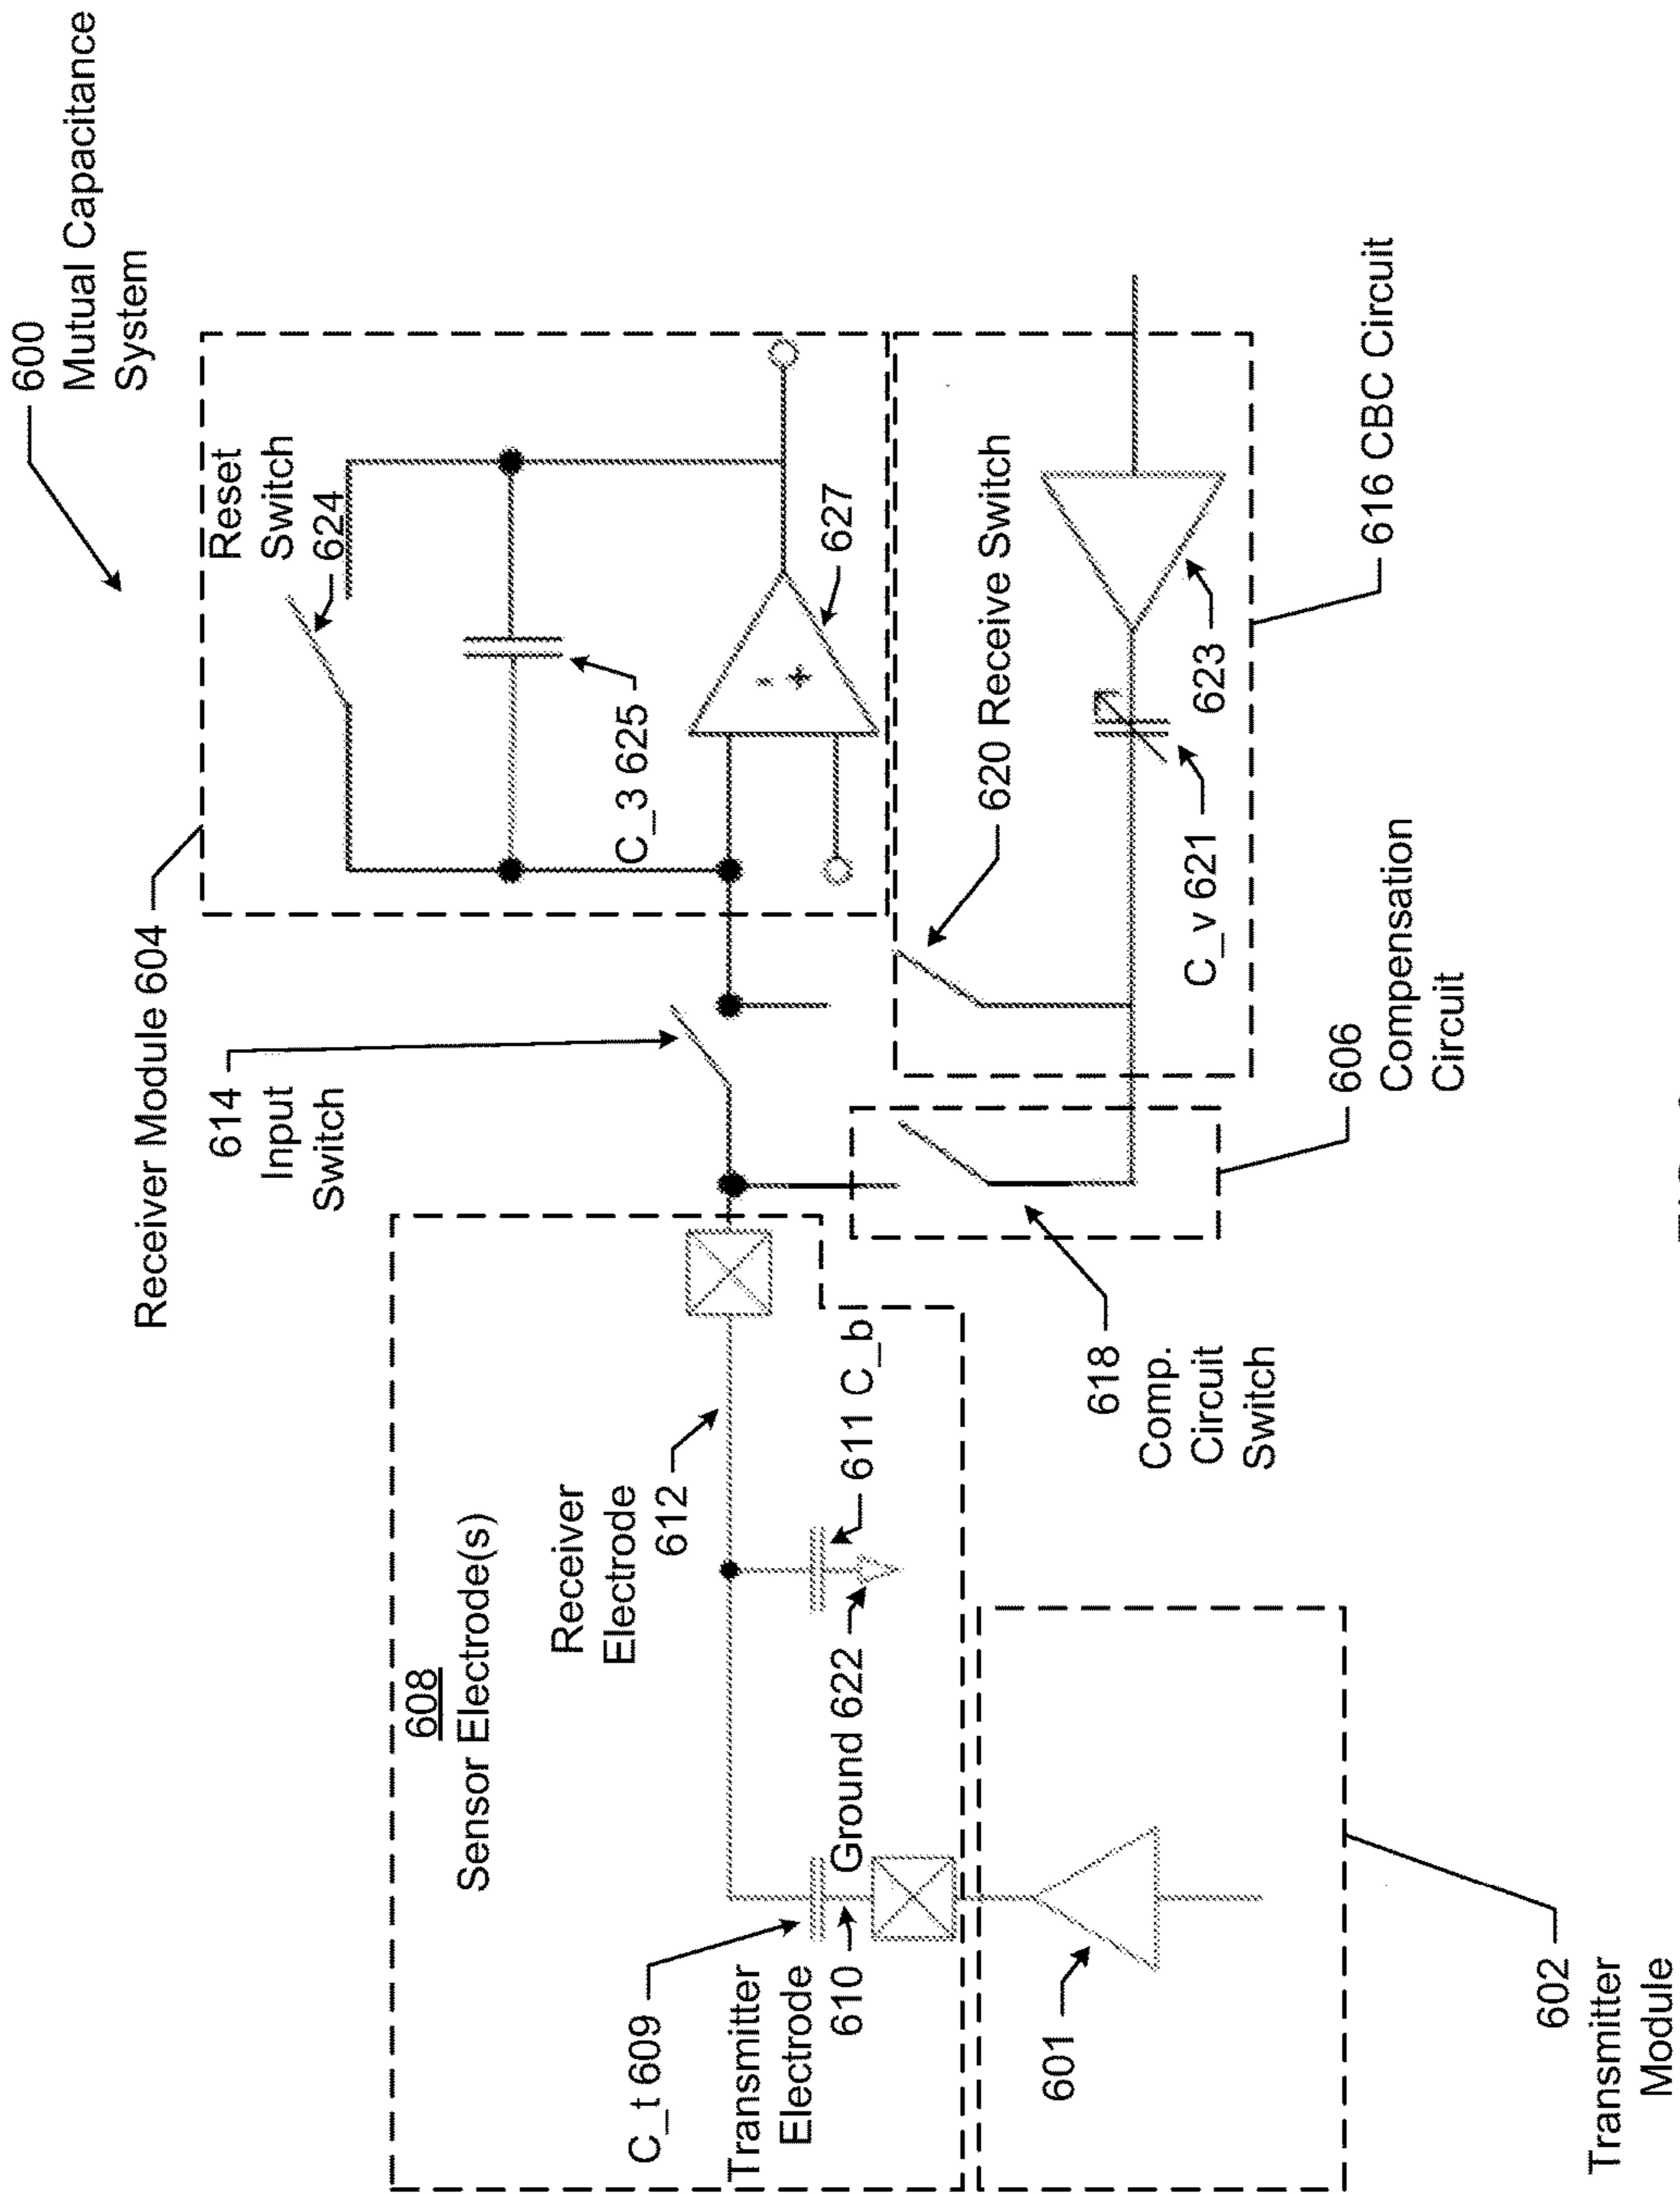 600
Mutual Capacitance
System
Receiver Module 604
Reset
Switch
624
614
Input
Switch
C_3 625
-
+
627
620 Receive Switch
608
Sensor Electrode(s)
Receiver
Electrode
612
611 C_b
Ground 622
C_t 609
Transmitter
Electrode
610
618
Comp.
Circuit
Switch
C_v 621
623
616 CBC Circuit
606
Compensation
Circuit
601
602
Transmitter
Module